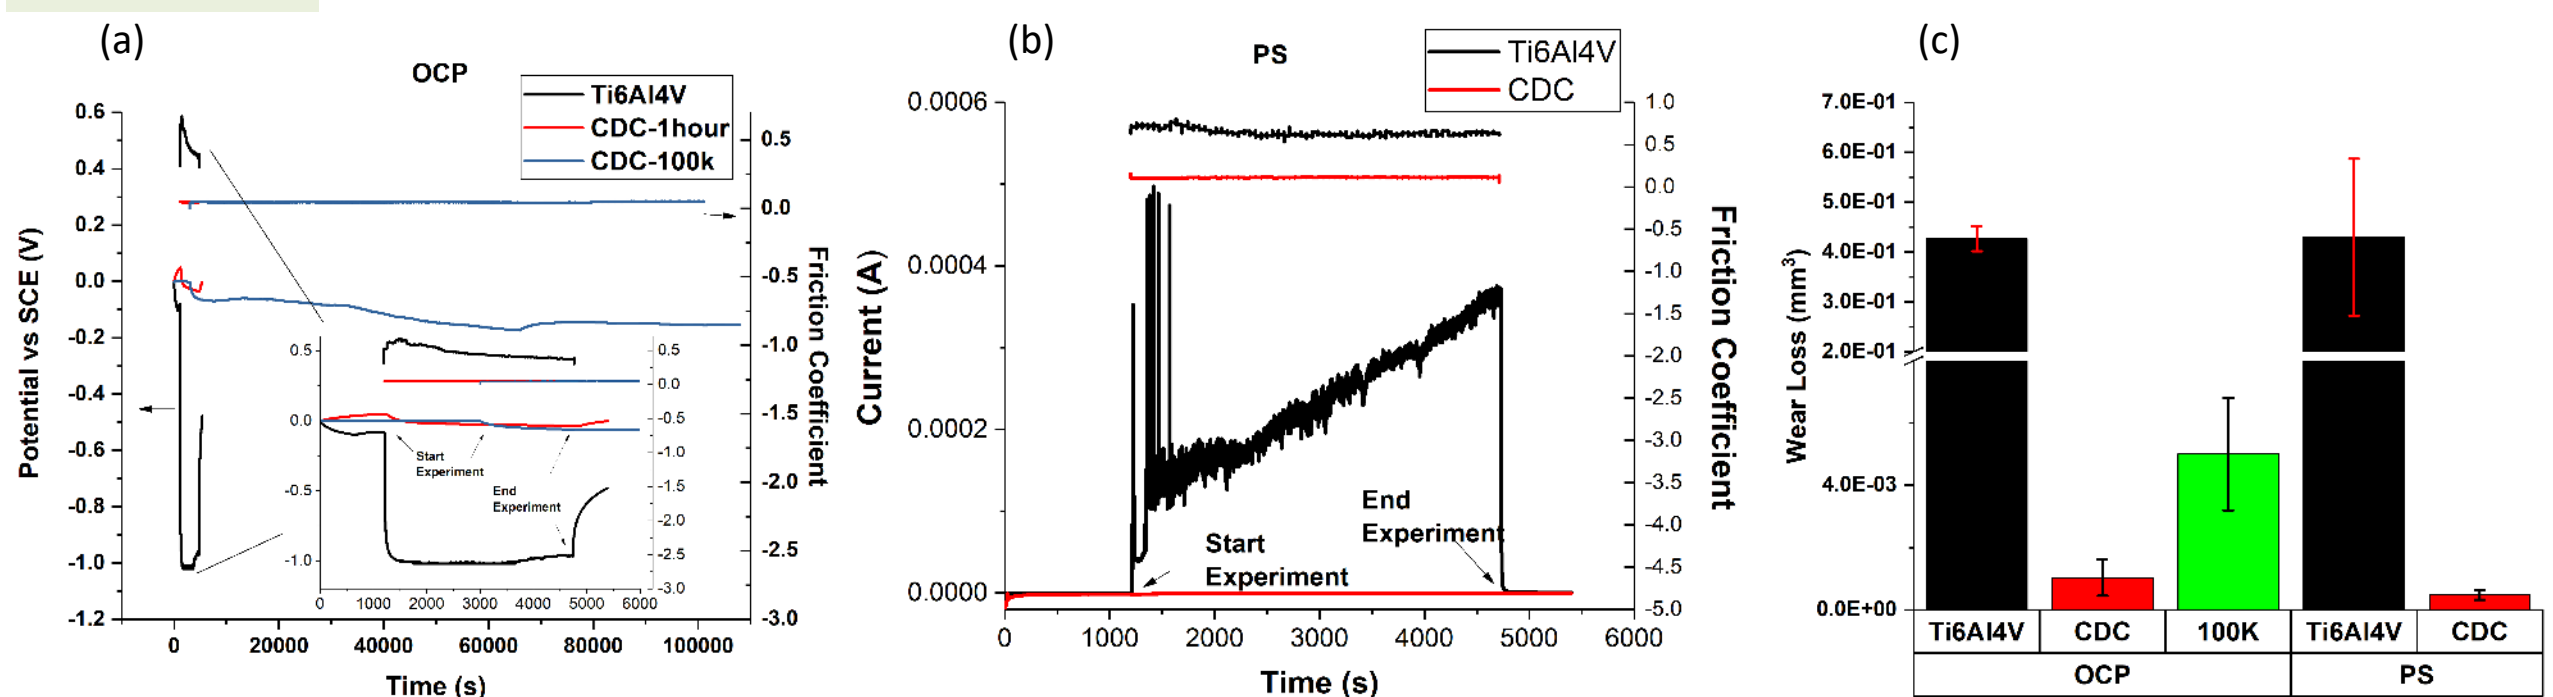 (a)
OCP
Ti6Al4V
CDC-1hour
CDC-100k
Potential vs SCE (V)
0.6
0.4
0.2
0.0
-0.2
-0.4
-0.6
-0.8
-1.0
-1.2
0.5
0.0
-0.5
-1.0
-1.5
-2.0
-2.5
-3.0
Friction Coefficient
0
20000
40000
60000
80000
100000
Time (s)
0.5
0.0
-0.5
-1.0
0.5
0.0
-0.5
-1.0
-1.5
-2.0
-2.5
-3.0
Start
Experiment
End
Experiment
0
1000
2000
3000
4000
5000
6000
(b)
PS
Ti6Al4V
CDC
Current (A)
0.0006
0.0004
0.0002
0.0000
1.0
0.5
0.0
-0.5
-1.0
-1.5
-2.0
-2.5
-3.0
-3.5
-4.0
-4.5
-5.0
Friction Coefficient
Start
Experiment
End
Experiment
0
1000
2000
3000
4000
5000
6000
Time (s)
(c)
Wear Loss (mm³)
7.0E-01
6.0E-01
5.0E-01
4.0E-01
3.0E-01
2.0E-01
4.0E-03
0.0E+00
Ti6Al4V
CDC
100K
Ti6Al4V
CDC
OCP
PS